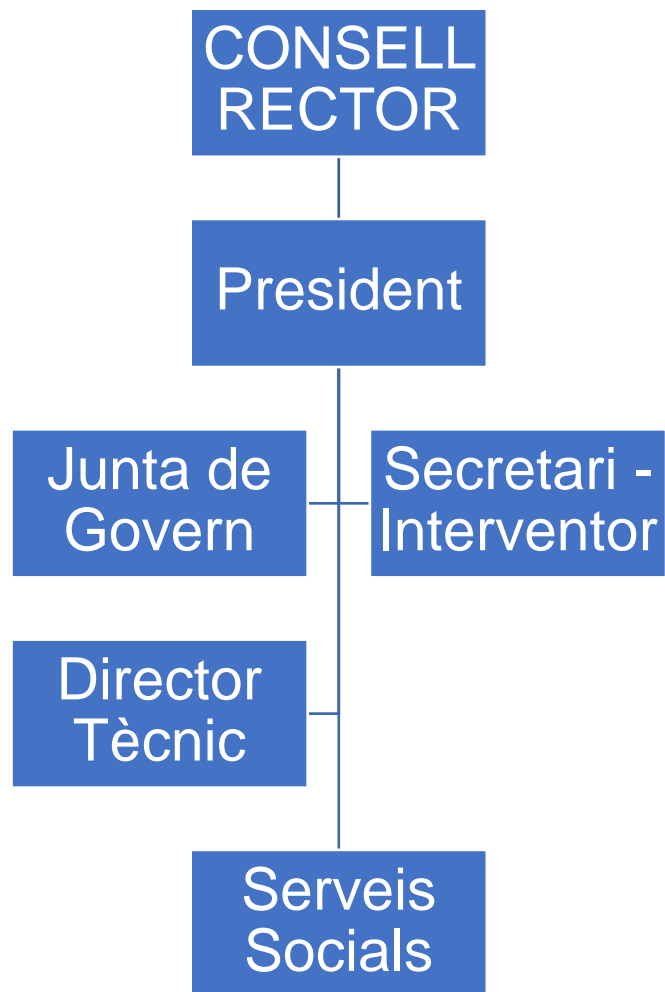 CONSELL
RECTOR
President
Junta de
Govern
Secretari -
Interventor
Director
Tècnic
Serveis
Socials